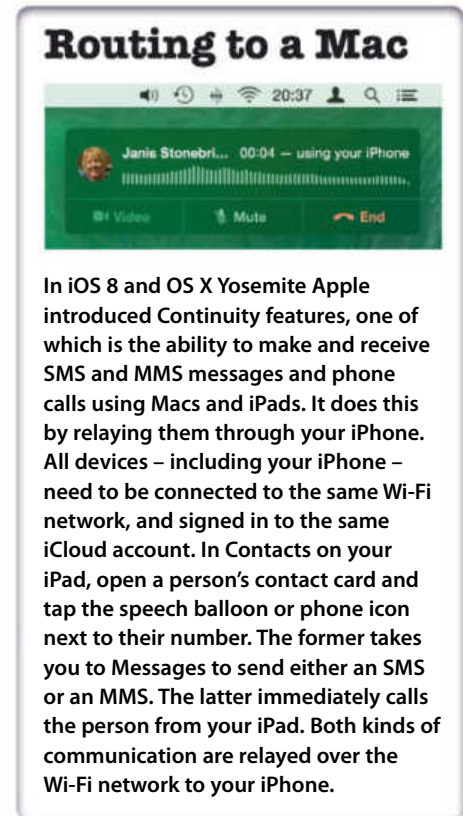 Routing to a Mac
20:37
Janis Stonebri... 00:04 — using your iPhone
Video Mute End
In iOS 8 and OS X Yosemite Apple
introduced Continuity features, one of
which is the ability to make and receive
SMS and MMS messages and phone
calls using Macs and iPads. It does this
by relaying them through your iPhone.
All devices – including your iPhone –
need to be connected to the same Wi-Fi
network, and signed in to the same
iCloud account. In Contacts on your
iPad, open a person’s contact card and
tap the speech balloon or phone icon
next to their number. The former takes
you to Messages to send either an SMS
or an MMS. The latter immediately calls
the person from your iPad. Both kinds of
communication are relayed over the
Wi-Fi network to your iPhone.